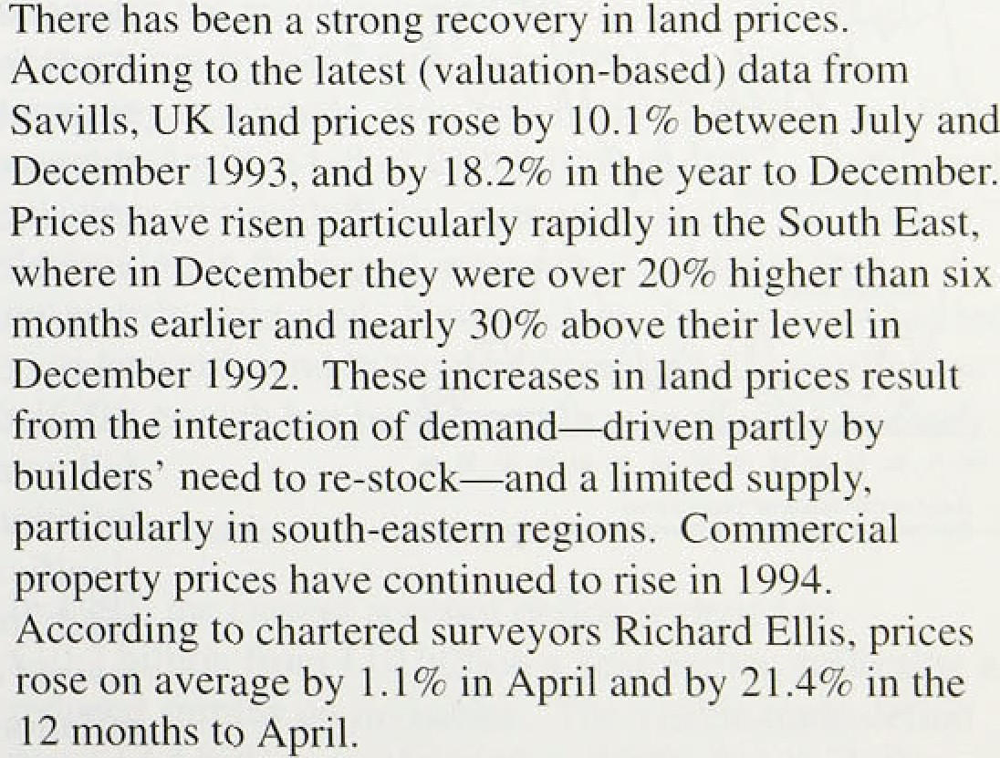 There has been a strong recovery in land prices.
According to the latest (valuation-based) data from
Savills, UK land prices rose by 10.1% between July and
December 1993, and by 18.2% in the year to December.
Prices have risen particularly rapidly in the South East,
where in December they were over 20% higher than six
months earlier and nearly 30% above their level in
December 1992.  These increases in land prices result
from the interaction of demand—driven partly by
builders’ need to re-stock—and a limited supply,
particularly in south-eastern regions.  Commercial
property prices have continued to rise in 1994.
According to chartered surveyors Richard Ellis, prices
rose on average by 1.1% in April and by 21.4% in the
12 months to April.